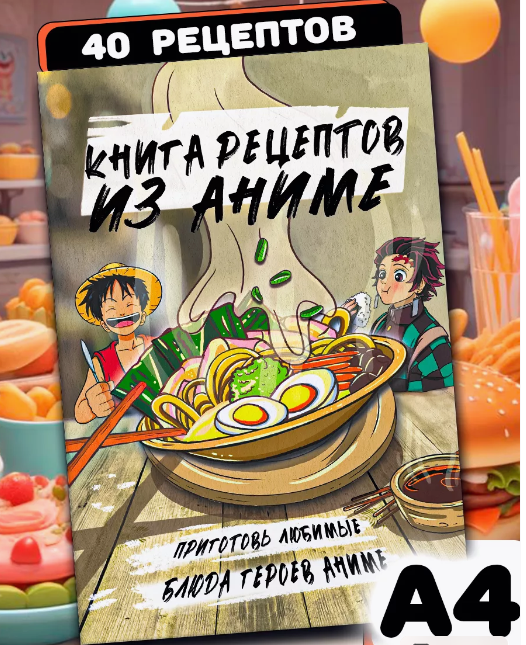 40 РЕЦЕПТОВ
КНИГА РЕЦЕПТОВ
ИЗ АНИМЕ
ПРИГОТОВЬ ЛЮБИМЫЕ
БЛЮДА ГЕРОЕВ АНИМЕ
А4